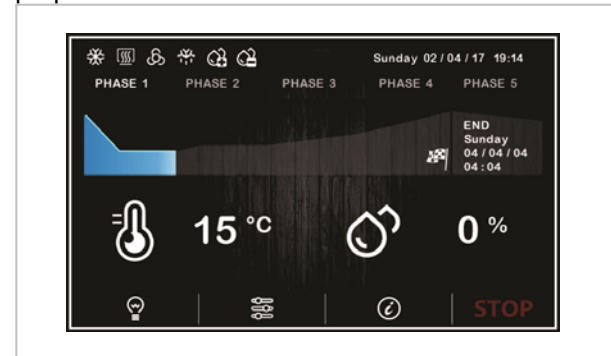 Sunday 02 / 04 / 17 19:14
PHASE 1 PHASE 2 PHASE 3 PHASE 4 PHASE 5
END
Sunday
04 / 04 / 04
04 : 04
15 °C 0 %
STOP